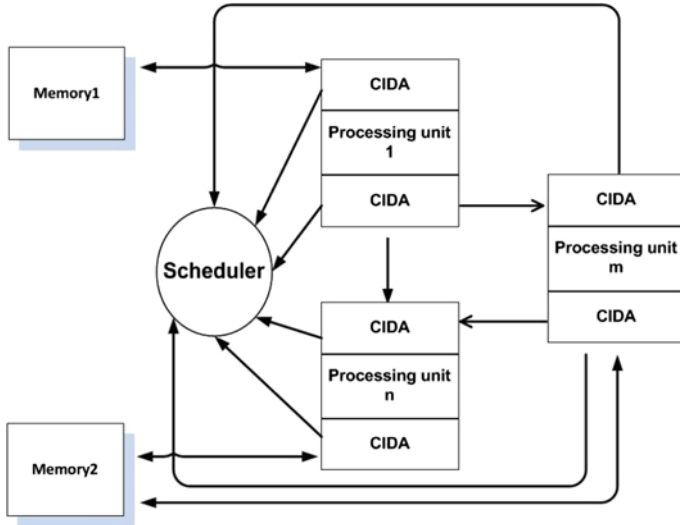 Memory1
CIDA
Processing unit
1
CIDA
CIDA
Processing unit
m
CIDA
Scheduler
CIDA
Processing unit
n
CIDA
Memory2